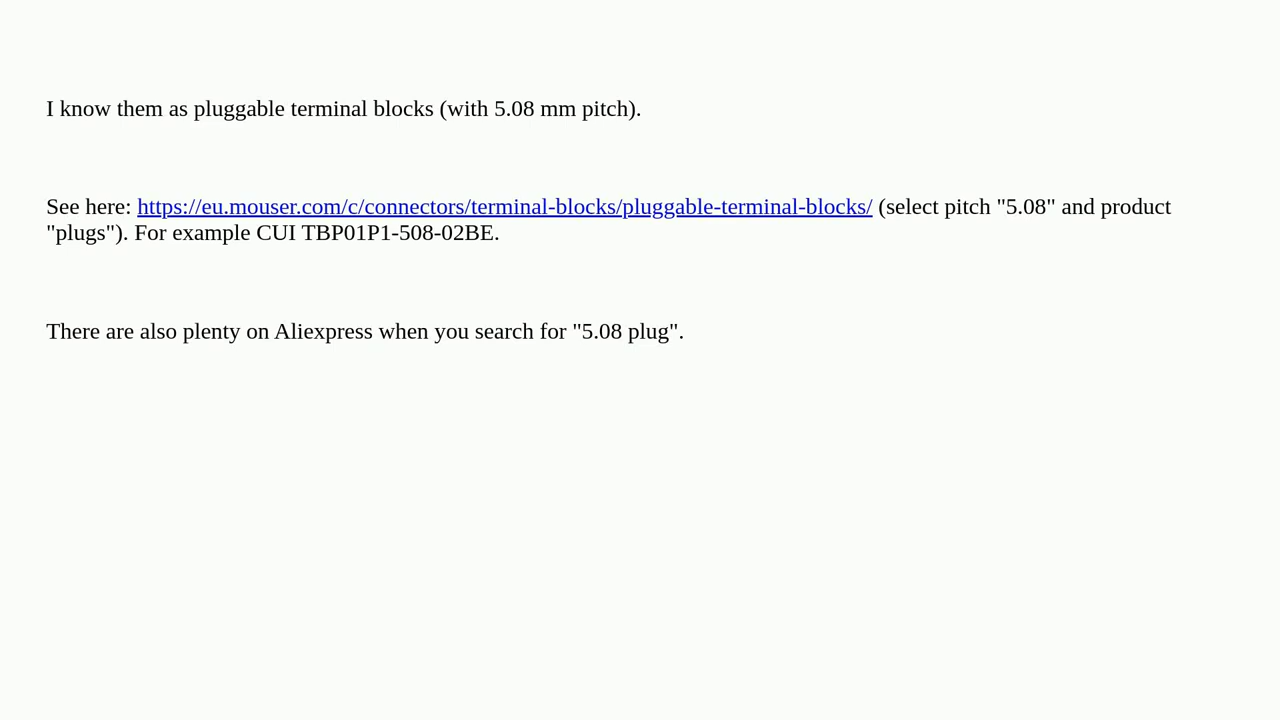 I know them as pluggable terminal blocks (with 5.08 mm pitch).
See here: https://eu.mouser.com/c/connectors/terminal-blocks/pluggable-terminal-blocks/ (select pitch "5.08" and product
"plugs"). For example CUI TBP01P1-508-02BE.
There are also plenty on Aliexpress when you search for "5.08 plug".